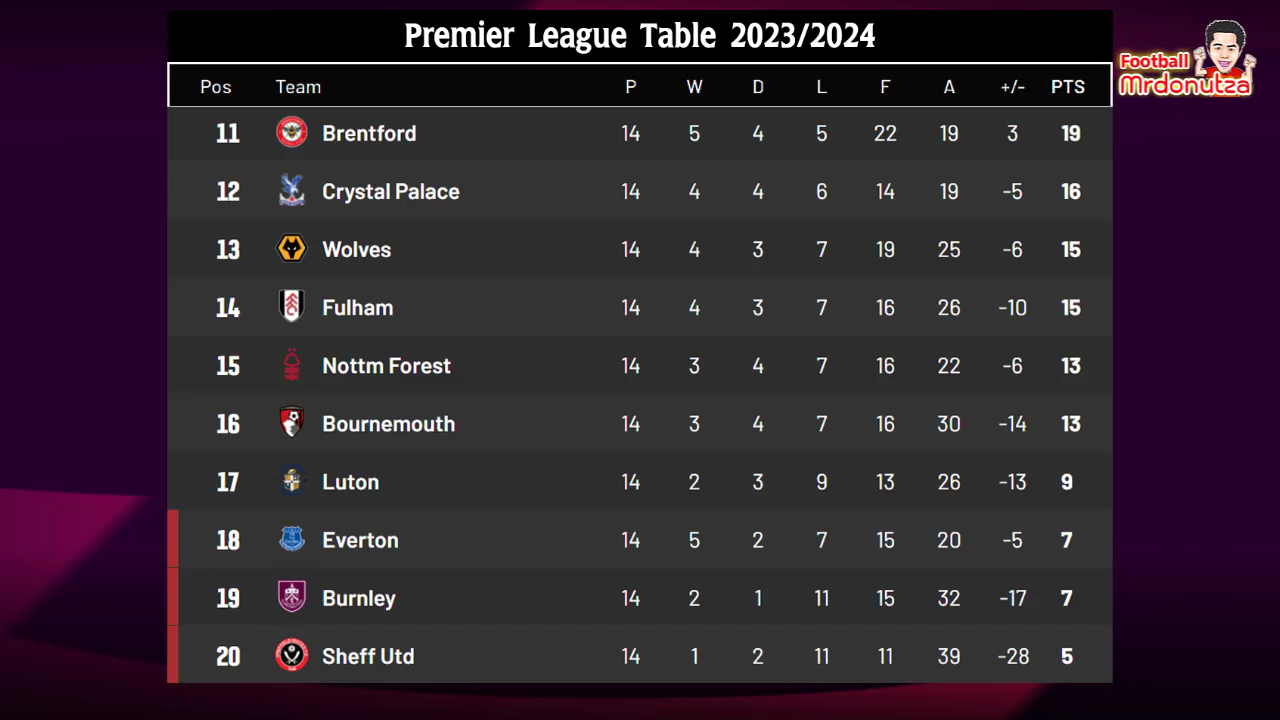 Premier League Table 2023/2024
Football
Mrdonutza
Pos Team P W D L F A +/- PTS
11 Brentford 14 5 4 5 22 19 3 19
12 Crystal Palace 14 4 4 6 14 19 -5 16
13 Wolves 14 4 3 7 19 25 -6 15
14 Fulham 14 4 3 7 16 26 -10 15
15 Nottm Forest 14 3 4 7 16 22 -6 13
16 Bournemouth 14 3 4 7 16 30 -14 13
17 Luton 14 2 3 9 13 26 -13 9
18 Everton 14 5 2 7 15 20 -5 7
19 Burnley 14 2 1 11 15 32 -17 7
20 Sheff Utd 14 1 2 11 11 39 -28 5